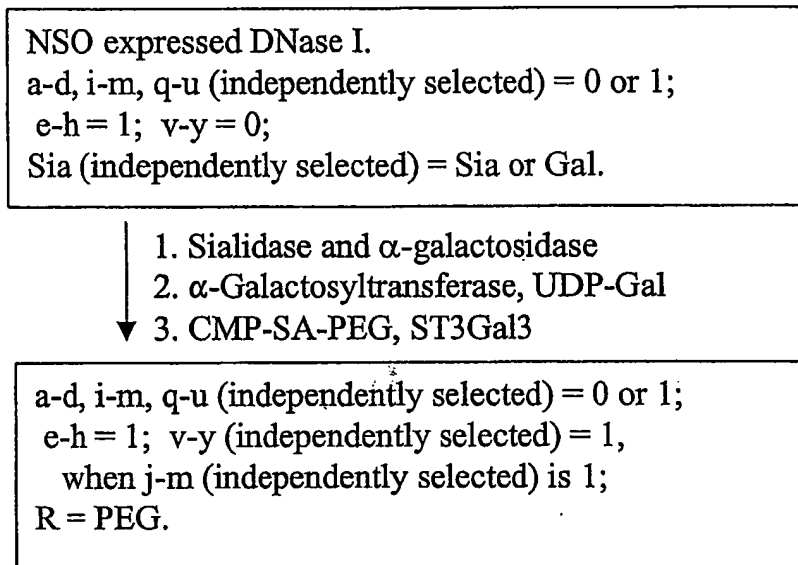 NSO expressed DNase I.
a-d, i-m, q-u (independently selected) = 0 or 1;
e-h = 1; v-y = 0;
Sia (independently selected) = Sia or Gal.
1. Sialidase and α-galactosidase
2. α-Galactosyltransferase, UDP-Gal
3. CMP-SA-PEG, ST3Gal3
a-d, i-m, q-u (independently selected) = 0 or 1;
e-h = 1; v-y (independently selected) = 1,
when j-m (independently selected) is 1;
R = PEG.